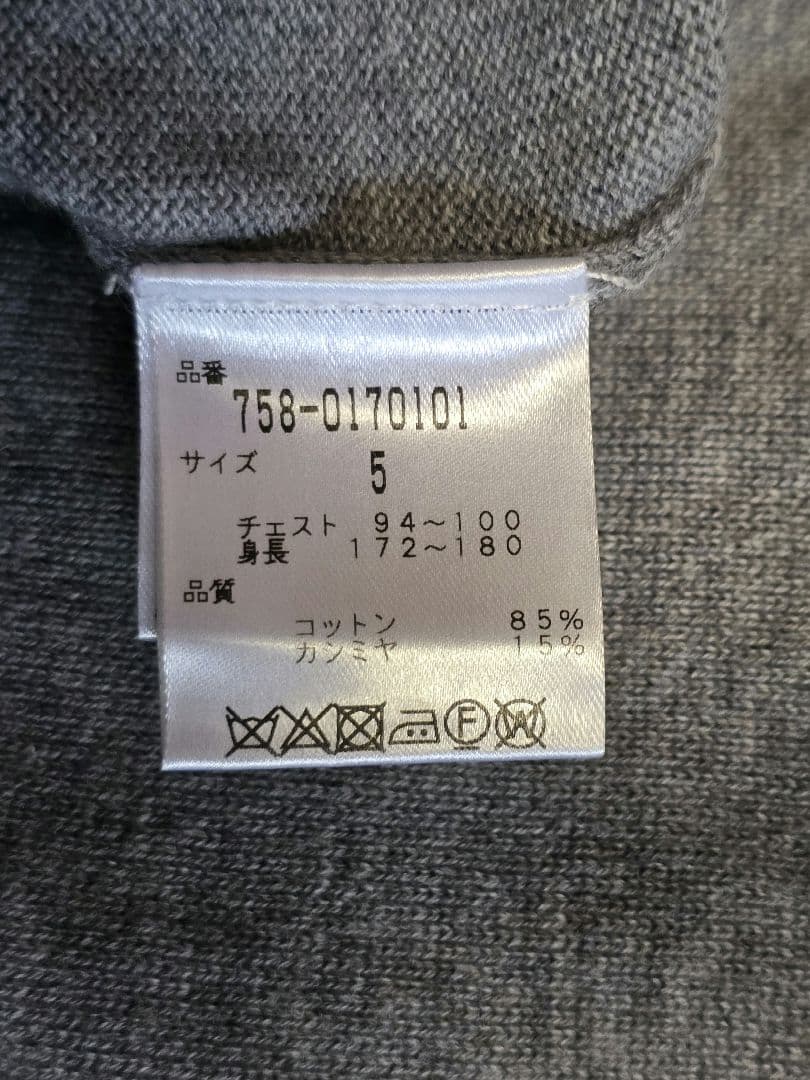 品番
758-0170101
サイズ 5
チェスト 94～100
身長 172～180
品質
コットン 85%
カシミヤ 15%
F W